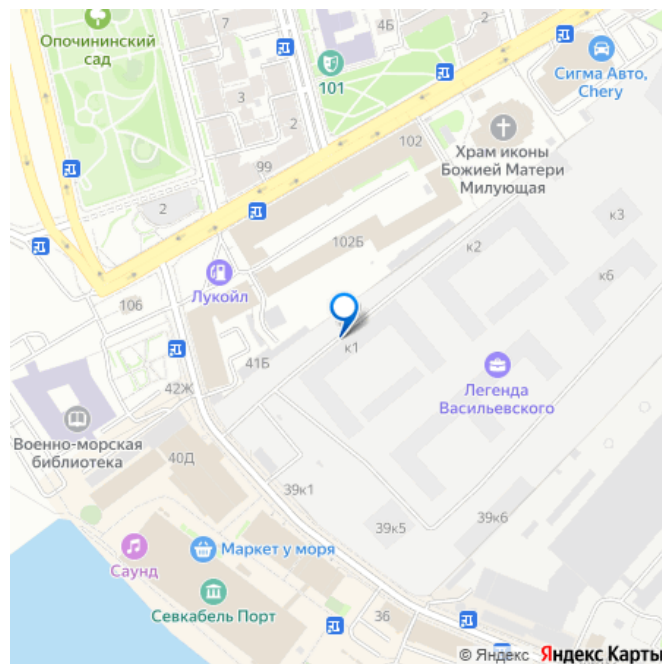 7
4Б
Опочининский
сад
101
Сигма Авто,
Chery
3
2
102
Храм иконы
Божией Матери
Милующая
99
2
к3
102Б
к2
к6
Лукойл
106
к1
41Б
Легенда
Васильевского
42Ж
Военно-морская
библиотека
40Д
39к1
39к5
39к6
Саунд
Маркет у моря
Севкабель Порт
36
© Яндекс Яндекс Карты